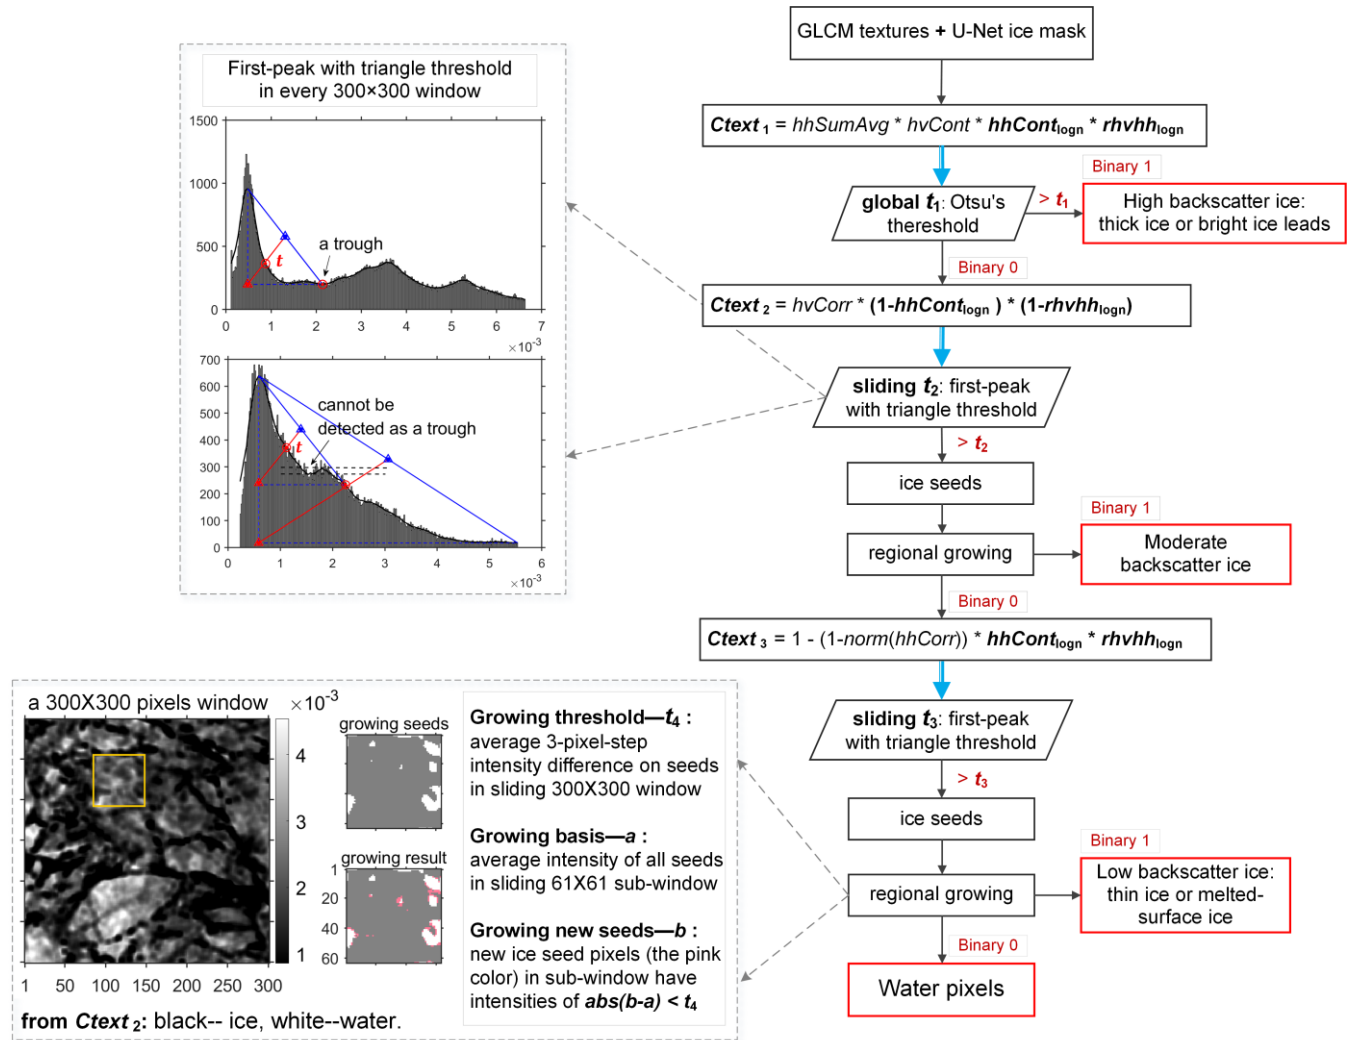 GLCM textures + U-Net ice mask
Ctext 1 = hhSumAvg * hvCont * hhContlogn * rhvhhlogn
Binary 1
global t1: Otsu's
thereshold
> t1
High backscatter ice:
thick ice or bright ice leads
Binary 0
Ctext 2 = hvCorr * (1-hhContlogn ) * (1-rhvhhlogn)
sliding t2: first-peak
with triangle threshold
> t2
ice seeds
Binary 1
regional growing
Moderate
backscatter ice
Binary 0
Ctext 3 = 1 - (1-norm(hhCorr)) * hhContlogn * rhvhhlogn
sliding t3: first-peak
with triangle threshold
> t3
ice seeds
Binary 1
regional growing
Low backscatter ice:
thin ice or melted-
surface ice
Binary 0
Water pixels
First-peak with triangle threshold
in every 300×300 window
1500
1000
500
0
a trough
t
0 1 2 3 4 5 6 7
×10-3
700
600
500
400
300
200
100
0
cannot be
detected as a trough
t
0 1 2 3 4 5 6
×10-3
a 300X300 pixels window
×10-3
4
3
2
1
1 50 100 150 200 250 300
from Ctext 2: black-- ice, white--water.
growing seeds
growing result
1
20
40
60
Growing threshold—t4 :
average 3-pixel-step
intensity difference on seeds
in sliding 300X300 window
Growing basis—a :
average intensity of all seeds
in sliding 61X61 sub-window
Growing new seeds—b :
new ice seed pixels (the pink
color) in sub-window have
intensities of abs(b-a) < t4